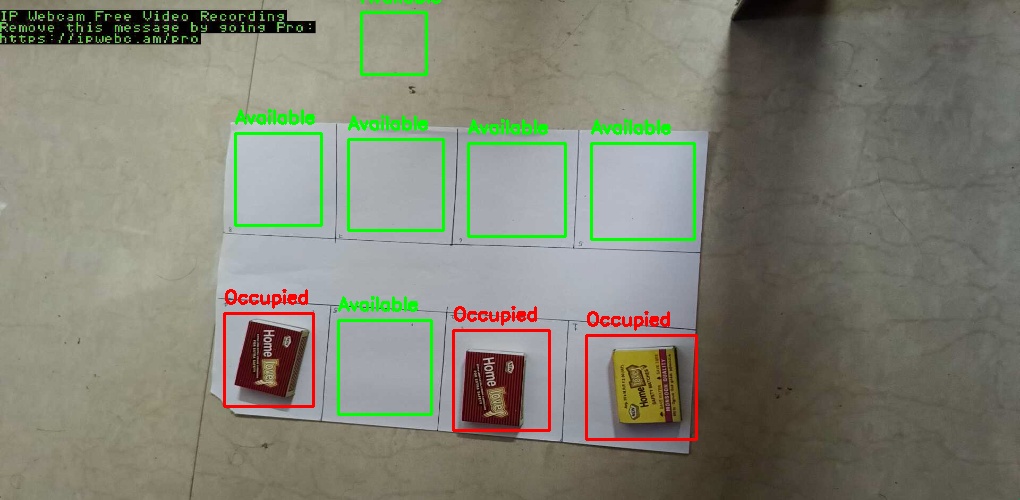 IP Webcam Free Video Recording
Remove this message by going Pro:
https://ipwebc.am/pro
Available
Available
Available
Available
Available
Occupied
Available
Occupied
Occupied
Home
Home
Home